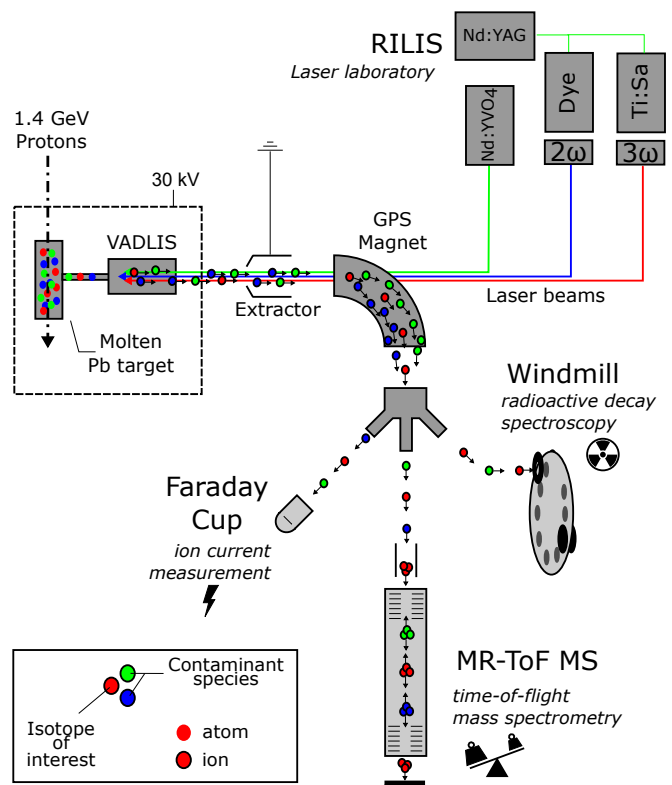 RILIS
Laser laboratory
Nd:YAG
Nd:YVO4
Dye
Ti:Sa
2ω
3ω
1.4 GeV
Protons
30 kV
VADLIS
GPS
Magnet
Extractor
Laser beams
Molten
Pb target
Windmill
radioactive decay
spectroscopy
Faraday
Cup
ion current
measurement
MR-ToF MS
time-of-flight
mass spectrometry
Contaminant
species
Isotope
of
interest
atom
ion